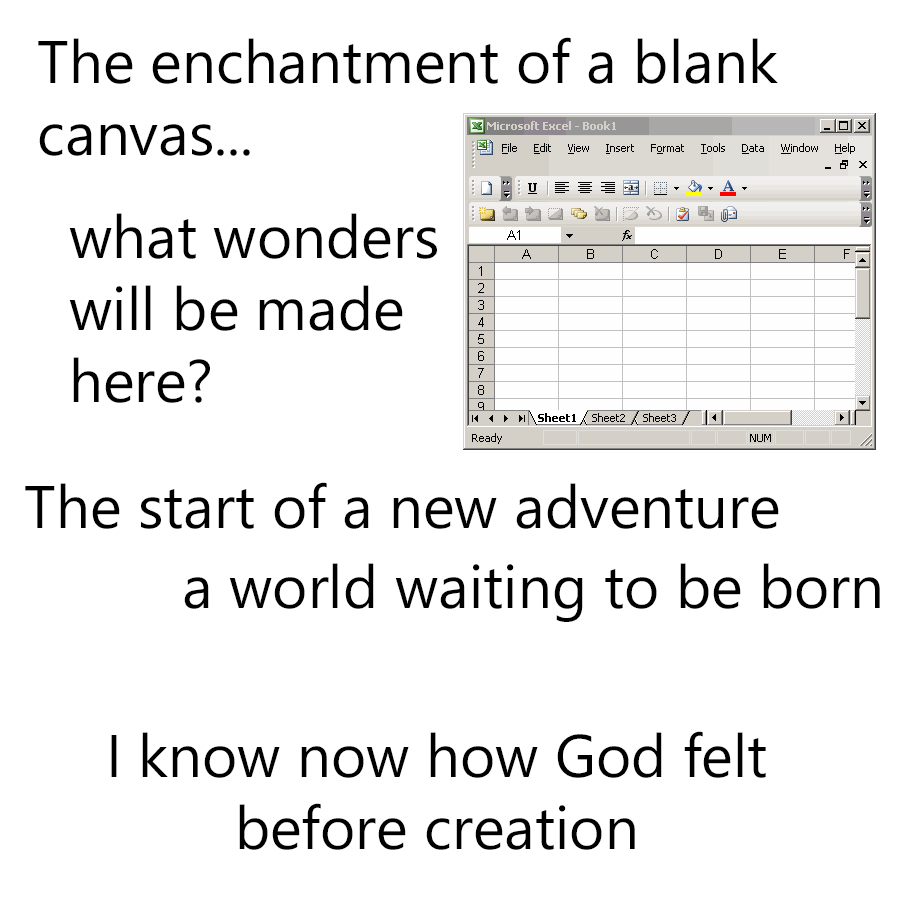 The enchantment of a blank
canvas...
what wonders
will be made
here?
Microsoft Excel - Book1
File Edit View Insert Format Tools Data Window Help
U A
A1 fx
A B C D E F
1
2
3
4
5
6
7
8
9
Sheet1 Sheet2 Sheet3
Ready NUM
The start of a new adventure
a world waiting to be born
I know now how God felt
before creation